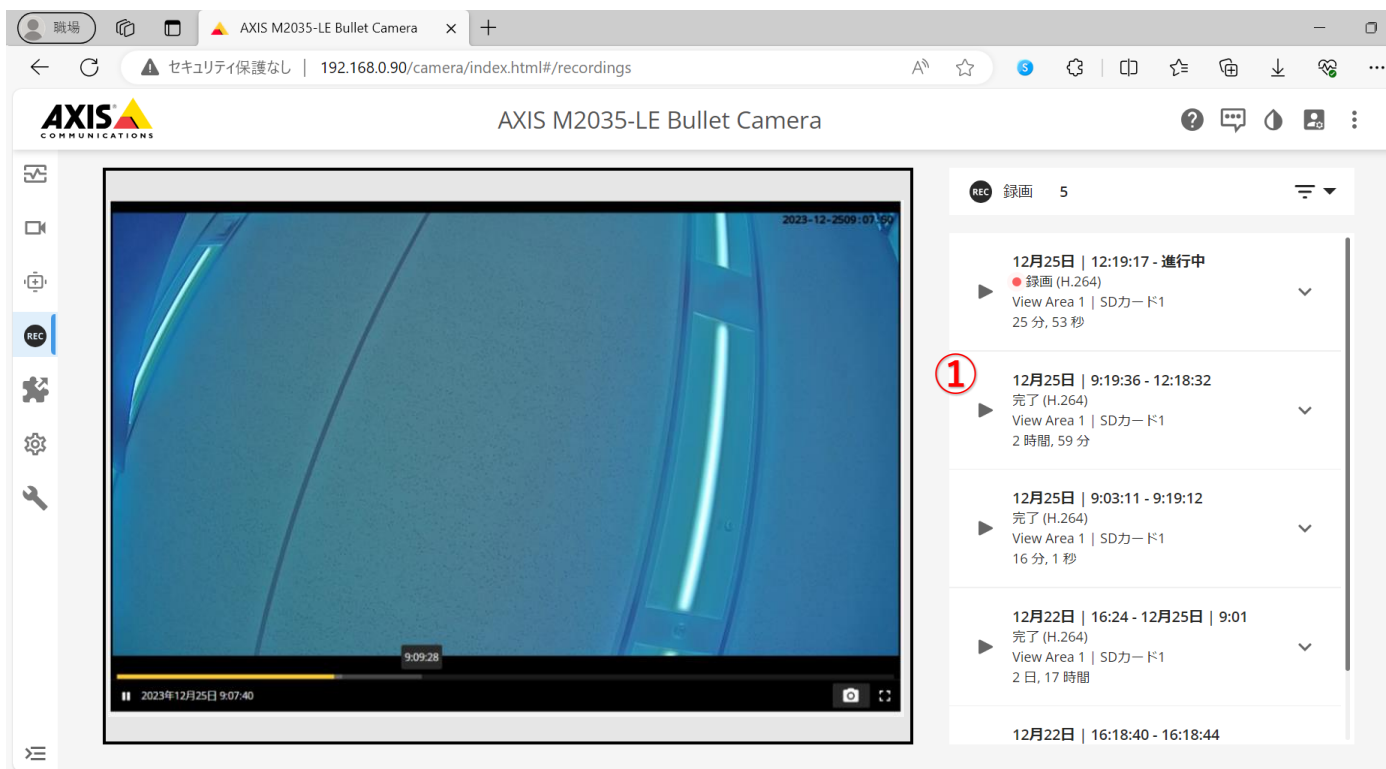 職場
AXIS M2035-LE Bullet Camera
セキュリティ保護なし | 192.168.0.90/camera/index.html#/recordings
AXIS
COMMUNICATIONS
AXIS M2035-LE Bullet Camera
REC 録画 5
2023-12-2509:07:50
REC
12月25日 | 12:19:17 - 進行中
録画 (H.264)
View Area 1 | SDカード1
25 分, 53 秒
①
12月25日 | 9:19:36 - 12:18:32
完了 (H.264)
View Area 1 | SDカード1
2 時間, 59 分
12月25日 | 9:03:11 - 9:19:12
完了 (H.264)
View Area 1 | SDカード1
16 分, 1 秒
12月22日 | 16:24 - 12月25日 | 9:01
完了 (H.264)
View Area 1 | SDカード1
2 日, 17 時間
12月22日 | 16:18:40 - 16:18:44
9:09:28
2023年12月25日 9:07:40